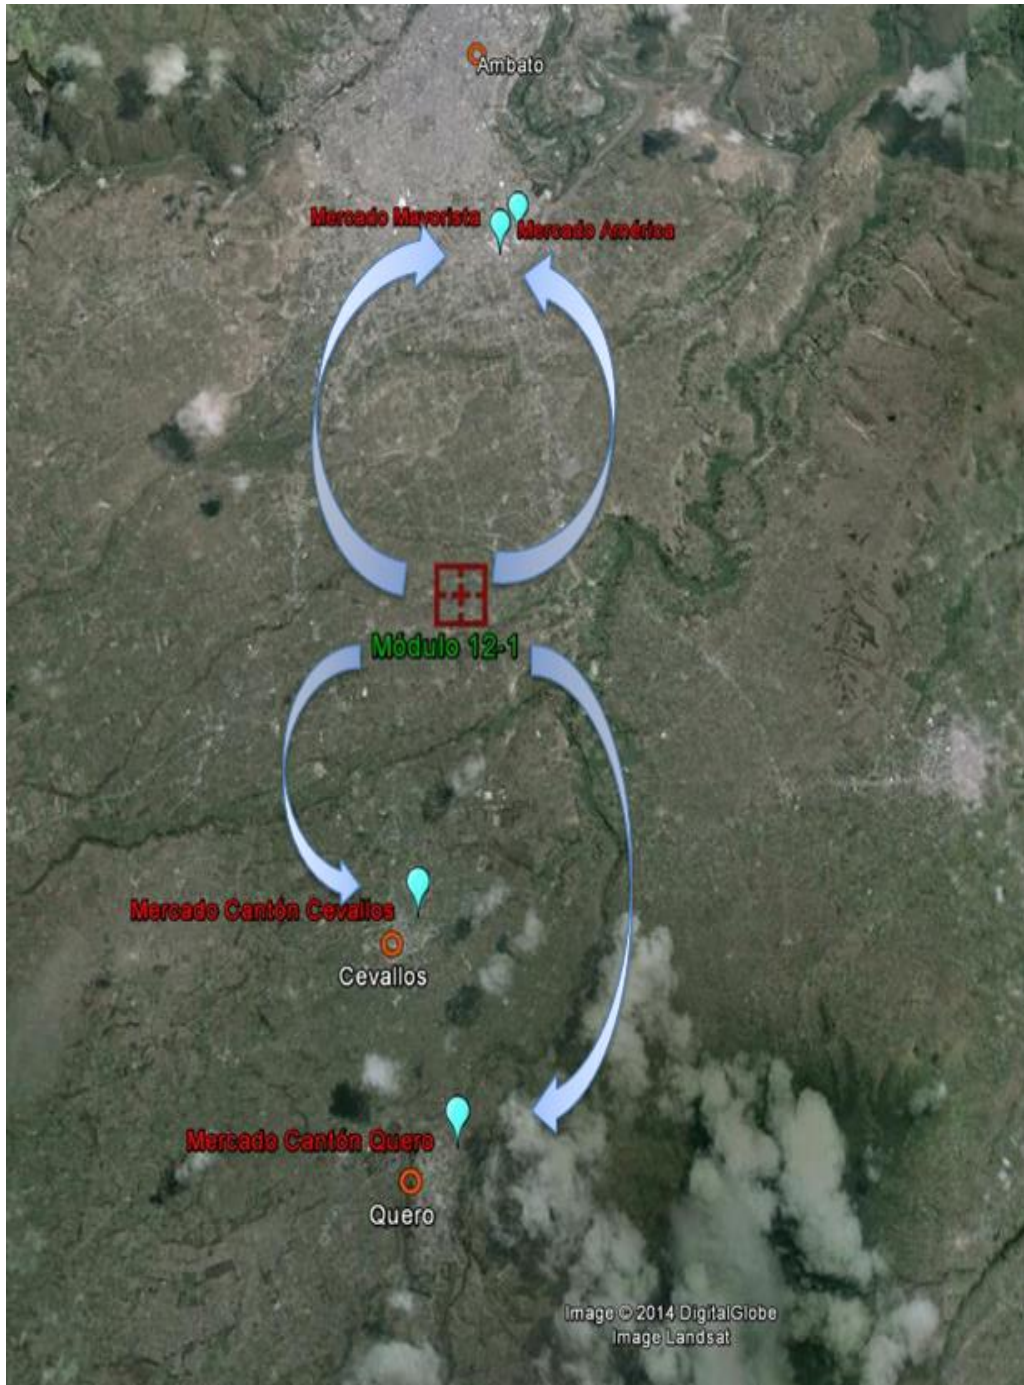 Ambato
Mercado Mayorista
Mercado América
Módulo 12-1
Mercado Cantón Cevallos
Cevallos
Mercado Cantón Quero
Quero
Image © 2014 DigitalGlobe
Image Landsat